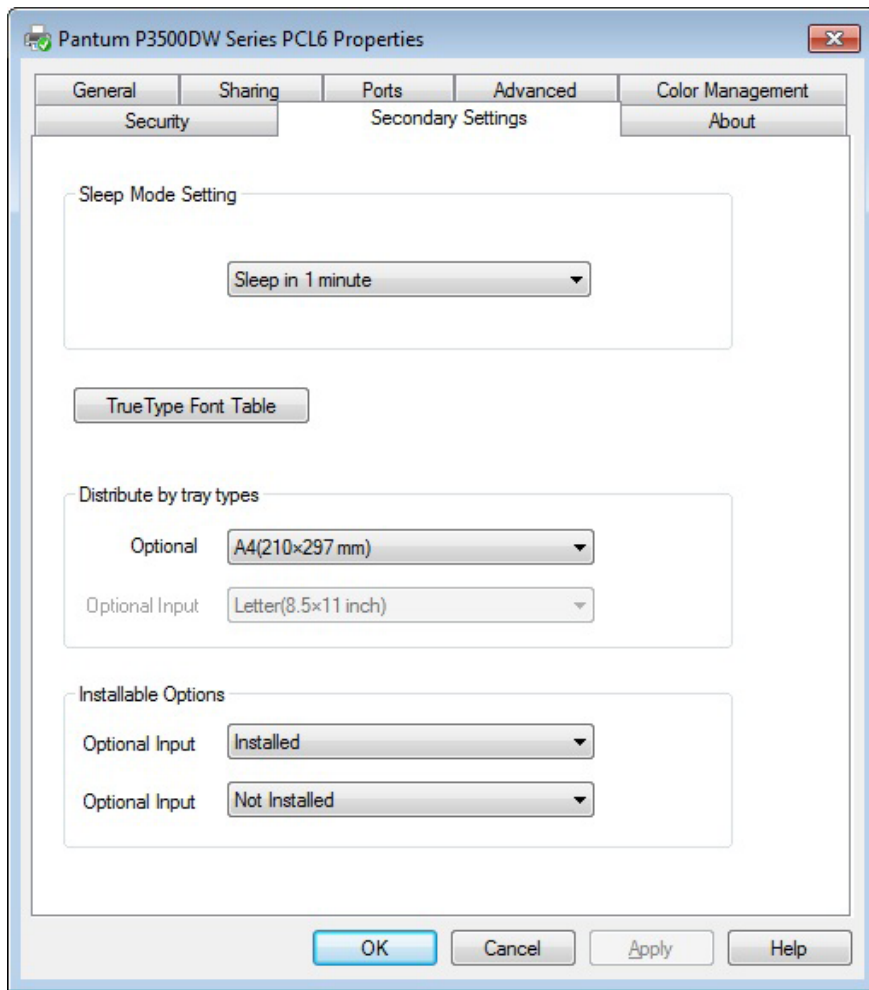 Pantum P3500DW Series PCL6 Properties
General Sharing Ports Advanced Color Management
Security Secondary Settings About
Sleep Mode Setting
Sleep in 1 minute
TrueType Font Table
Distribute by tray types
Optional A4(210×297 mm)
Optional Input Letter(8.5×11 inch)
Installable Options
Optional Input Installed
Optional Input Not Installed
OK Cancel Apply Help